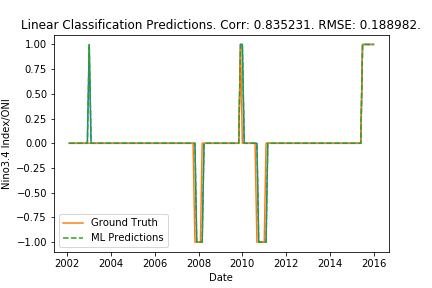 Linear Classification Predictions. Corr: 0.835231. RMSE: 0.188982.
1.00
0.75
0.50
0.25
0.00
−0.25
−0.50
−0.75
−1.00
Nino3.4 Index/ONI
Ground Truth
ML Predictions
2002 2004 2006 2008 2010 2012 2014 2016
Date